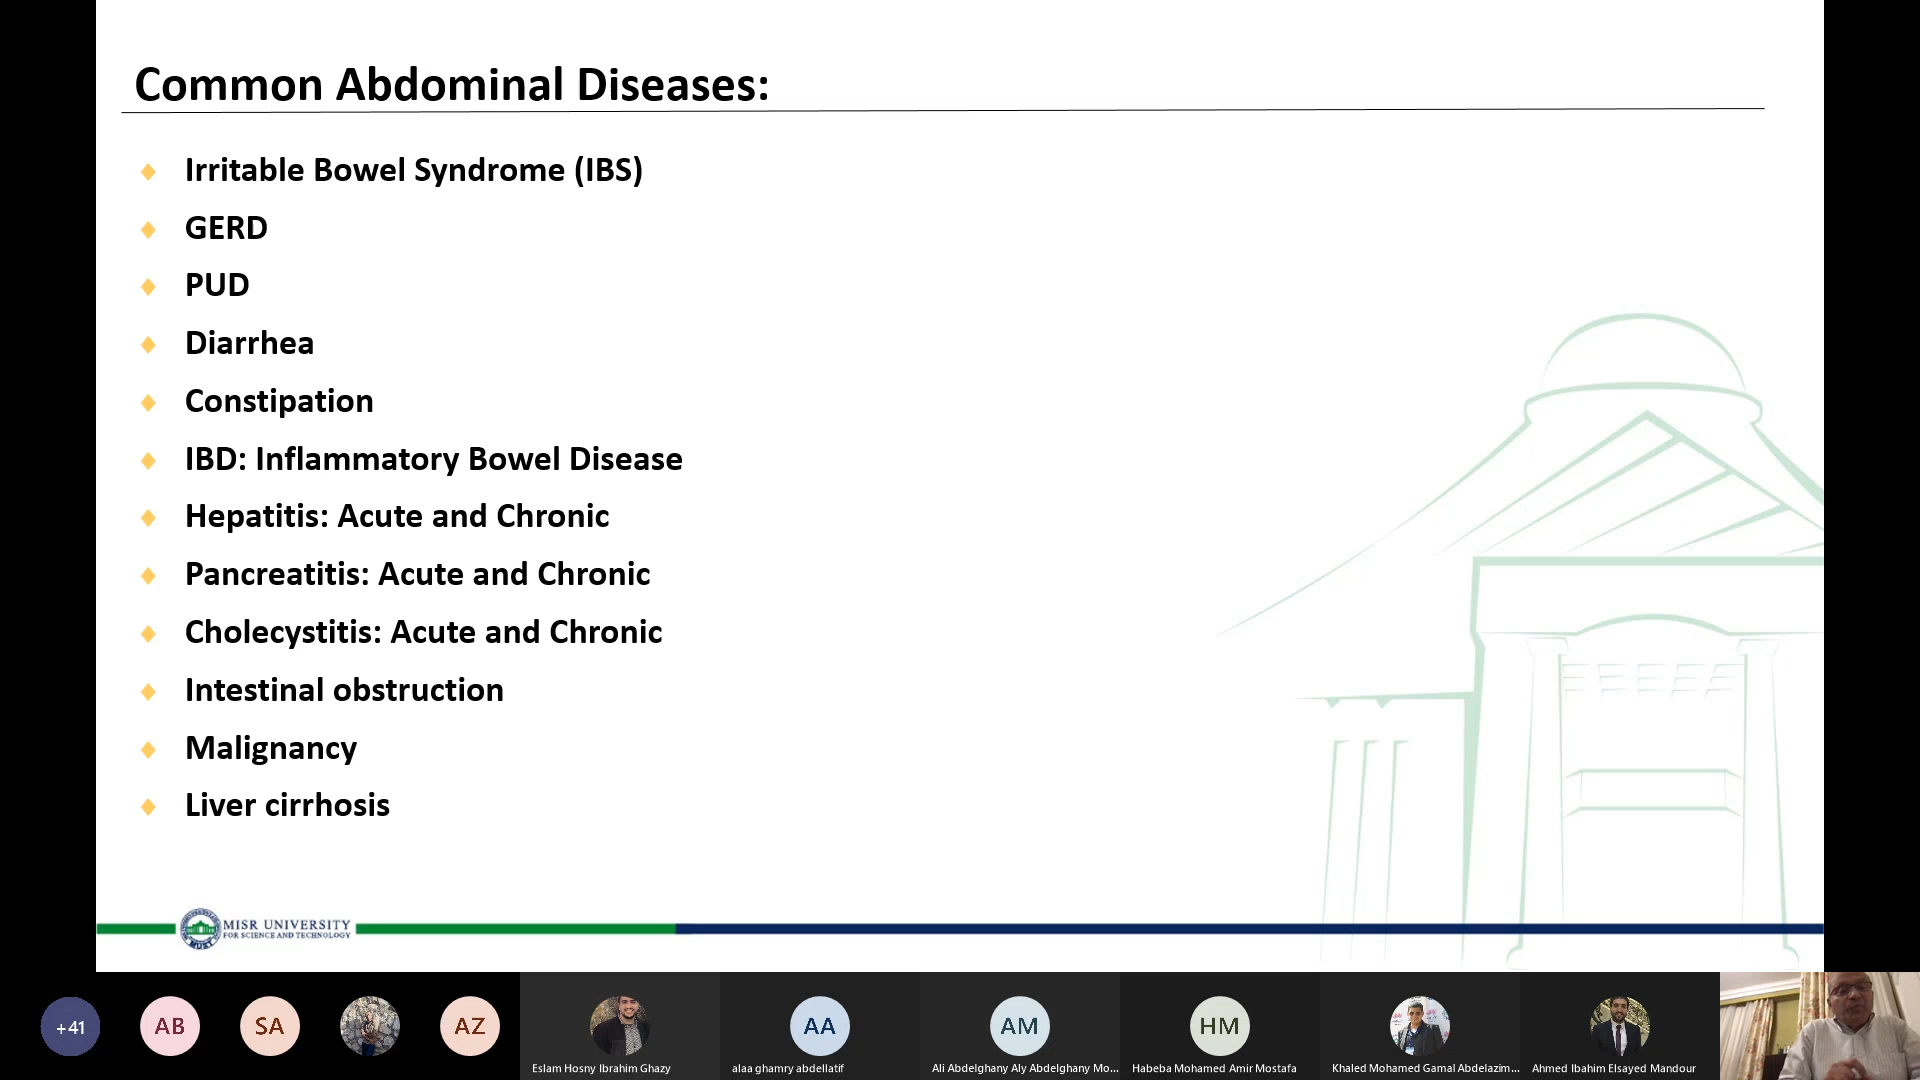 Common Abdominal Diseases:
Irritable Bowel Syndrome (IBS)
GERD
PUD
Diarrhea
Constipation
IBD: Inflammatory Bowel Disease
Hepatitis: Acute and Chronic
Pancreatitis: Acute and Chronic
Cholecystitis: Acute and Chronic
Intestinal obstruction
Malignancy
Liver cirrhosis
MISR UNIVERSITY
FOR SCIENCE AND TECHNOLOGY
MUST
+41
AB
SA
AZ
AA
AM
HM
Eslam Hosny Ibrahim Ghazy
alaa ghamry abdellatif
Ali Abdelghany Aly Abdelghany Mo...
Habeba Mohamed Amir Mostafa
Khaled Mohamed Gamal Abdelazim...
Ahmed Ibahim Elsayed Mandour